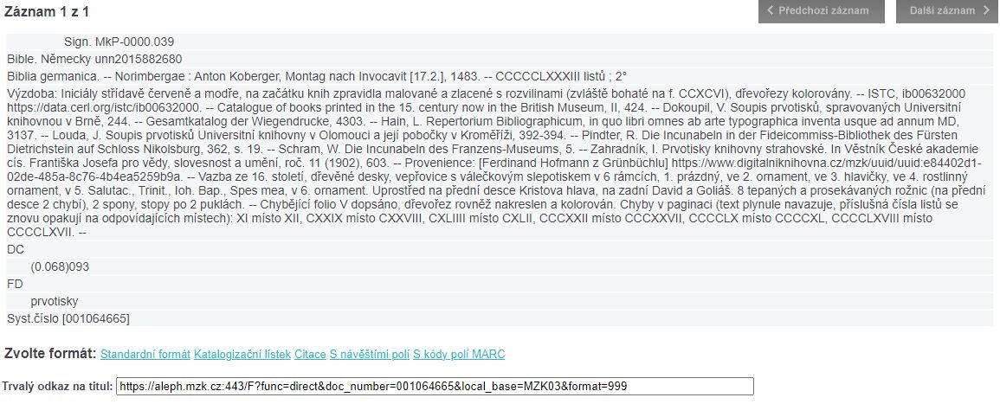 Záznam 1 z 1
Předchozí záznam
Další záznam
Sign. MkP-0000.039
Bible. Německy unn2015882680
Biblia germanica. -- Norimbergae : Anton Koberger, Montag nach Invocavit [17.2.], 1483. -- CCCCCLXXXIII listů ; 2°
Výzdoba: Iniciály střídavě červeně a modře, na začátku knih zpravidla malované a zlacené s rozvilinami (zvláště bohaté na f. CCXCVI), dřevořezy kolorovány. -- ISTC, ib00632000
https://data.cerl.org/istc/ib00632000. -- Catalogue of books printed in the 15. century now in the British Museum, II, 424. -- Dokoupil, V. Soupis prvotisků, spravovaných Universitní
knihovnou v Brně, 244. -- Gesamtkatalog der Wiegendrucke, 4303. -- Hain, L. Repertorium Bibliographicum, in quo libri omnes ab arte typographica inventa usque ad annum MD,
3137. -- Louda, J. Soupis prvotisků Universitní knihovny v Olomouci a její pobočky v Kroměříži, 392-394. -- Pindter, R. Die Incunabeln in der Fideicommiss-Bibliothek des Fürsten
Dietrichstein auf Schloss Nikolsburg, 362, s. 19. -- Schram, W. Die Incunabeln des Franzens-Museums, 5. -- Zahradník, I. Prvotisky knihovny strahovské. In Věstník České akademie
cís. Františka Josefa pro vědy, slovesnost a umění, roč. 11 (1902), 603. -- Provenience: [Ferdinand Hofmann z Grünbüchlu] https://www.digitalniknihovna.cz/mzk/uuid/uuid:e84402d1-
02de-485a-8c76-4b4ea5259b9a. -- Vazba ze 16. století, dřevěné desky, vepřovice s válečkovým slepotiskem v 6 rámcích, 1. prázdný, ve 2. ornament, ve 3. hlavičky, ve 4. rostlinný
ornament, v 5. Salutac., Trinit., Ioh. Bap., Spes mea, v 6. ornament. Uprostřed na přední desce Kristova hlava, na zadní David a Goliáš. 8 tepaných a prosekávaných rožnic (na přední
desce 2 chybí), 2 spony, stopy po 2 puklách. -- Chybějící folio V dopsáno, dřevořez rovněž nakreslen a kolorován. Chyby v paginaci (text plynule navazuje, příslušná čísla listů se
znovu opakují na odpovídajících místech): XI místo XII, CXXIX místo CXXVIII, CXLIIII místo CXLII, CCCXXII místo CCCXXVII, CCCCLX místo CCCCXL, CCCCLXVIII místo
CCCCLXVII. --
DC
(0.068)093
FD
prvotisky
Syst.číslo [001064665]
Zvolte formát: Standardní formát Katalogizační lístek Citace S návěštími polí S kódy polí MARC
Trvalý odkaz na titul: https://aleph.mzk.cz:443/F?func=direct&doc_number=001064665&local_base=MZK03&format=999